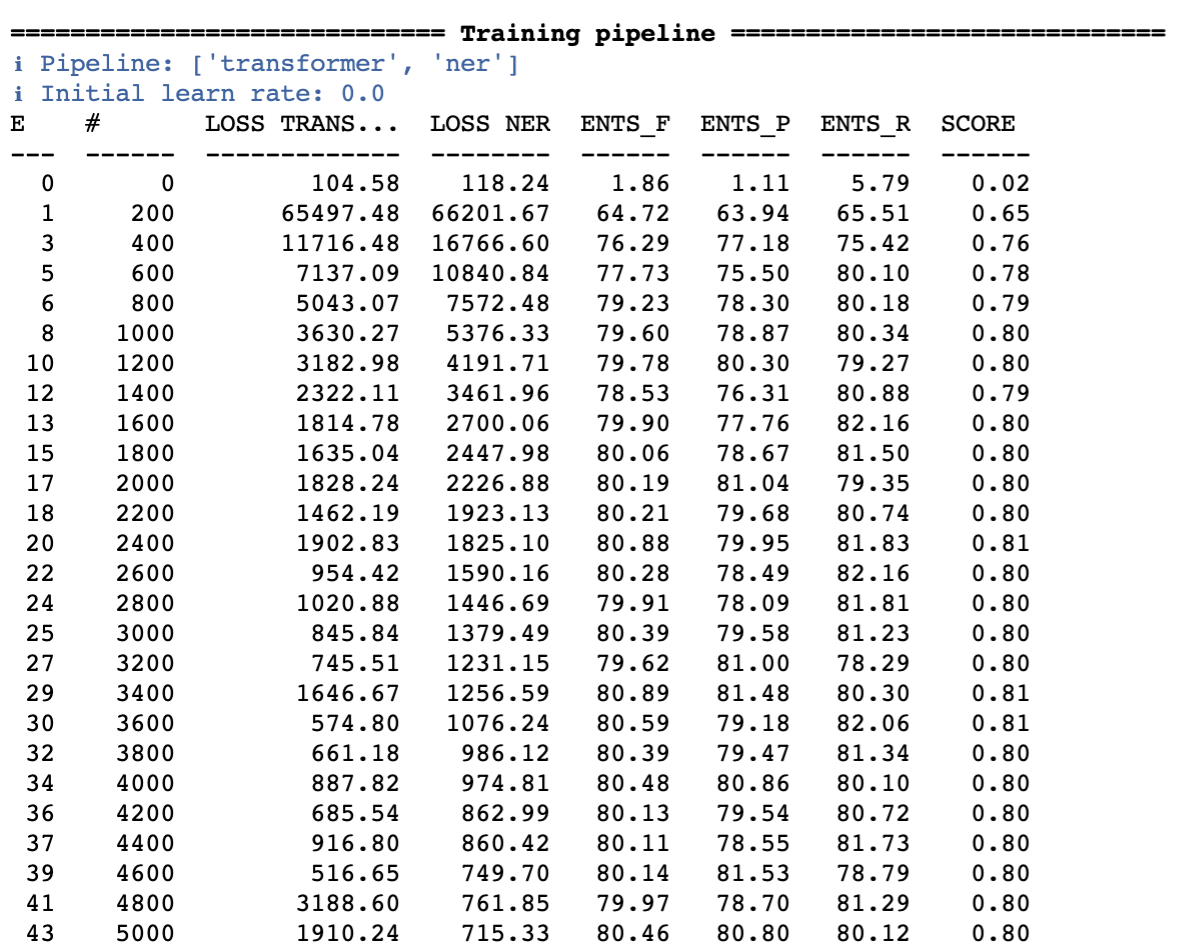 ============================= Training pipeline =============================
ℹ Pipeline: ['transformer', 'ner']
ℹ Initial learn rate: 0.0
E    #       LOSS TRANS...  LOSS NER  ENTS_F  ENTS_P  ENTS_R  SCORE
---  ------  -------------  --------  ------  ------  ------  ------
  0       0         104.58    118.24    1.86    1.11    5.79    0.02
  1     200       65497.48  66201.67   64.72   63.94   65.51    0.65
  3     400       11716.48  16766.60   76.29   77.18   75.42    0.76
  5     600        7137.09  10840.84   77.73   75.50   80.10    0.78
  6     800        5043.07   7572.48   79.23   78.30   80.18    0.79
  8    1000        3630.27   5376.33   79.60   78.87   80.34    0.80
 10    1200        3182.98   4191.71   79.78   80.30   79.27    0.80
 12    1400        2322.11   3461.96   78.53   76.31   80.88    0.79
 13    1600        1814.78   2700.06   79.90   77.76   82.16    0.80
 15    1800        1635.04   2447.98   80.06   78.67   81.50    0.80
 17    2000        1828.24   2226.88   80.19   81.04   79.35    0.80
 18    2200        1462.19   1923.13   80.21   79.68   80.74    0.80
 20    2400        1902.83   1825.10   80.88   79.95   81.83    0.81
 22    2600         954.42   1590.16   80.28   78.49   82.16    0.80
 24    2800        1020.88   1446.69   79.91   78.09   81.81    0.80
 25    3000         845.84   1379.49   80.39   79.58   81.23    0.80
 27    3200         745.51   1231.15   79.62   81.00   78.29    0.80
 29    3400        1646.67   1256.59   80.89   81.48   80.30    0.81
 30    3600         574.80   1076.24   80.59   79.18   82.06    0.81
 32    3800         661.18    986.12   80.39   79.47   81.34    0.80
 34    4000         887.82    974.81   80.48   80.86   80.10    0.80
 36    4200         685.54    862.99   80.13   79.54   80.72    0.80
 37    4400         916.80    860.42   80.11   78.55   81.73    0.80
 39    4600         516.65    749.70   80.14   81.53   78.79    0.80
 41    4800        3188.60    761.85   79.97   78.70   81.29    0.80
 43    5000        1910.24    715.33   80.46   80.80   80.12    0.80